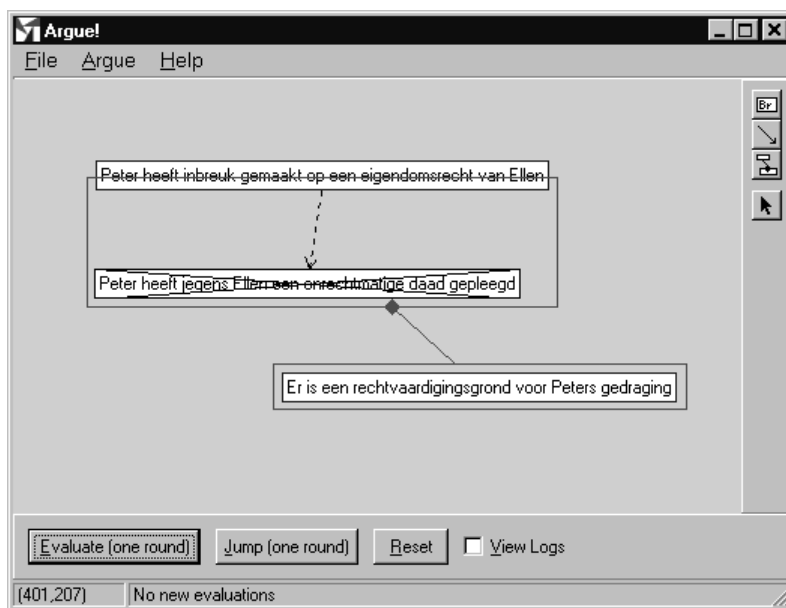 Argue!
File Argue Help
Br
Peter heeft inbreuk gemaakt op een eigendomsrecht van Ellen
Peter heeft jegens Ellen een onrechtmatige daad gepleegd
Er is een rechtvaardigingsgrond voor Peters gedraging
Evaluate (one round) Jump (one round) Reset View Logs
(401,207) No new evaluations